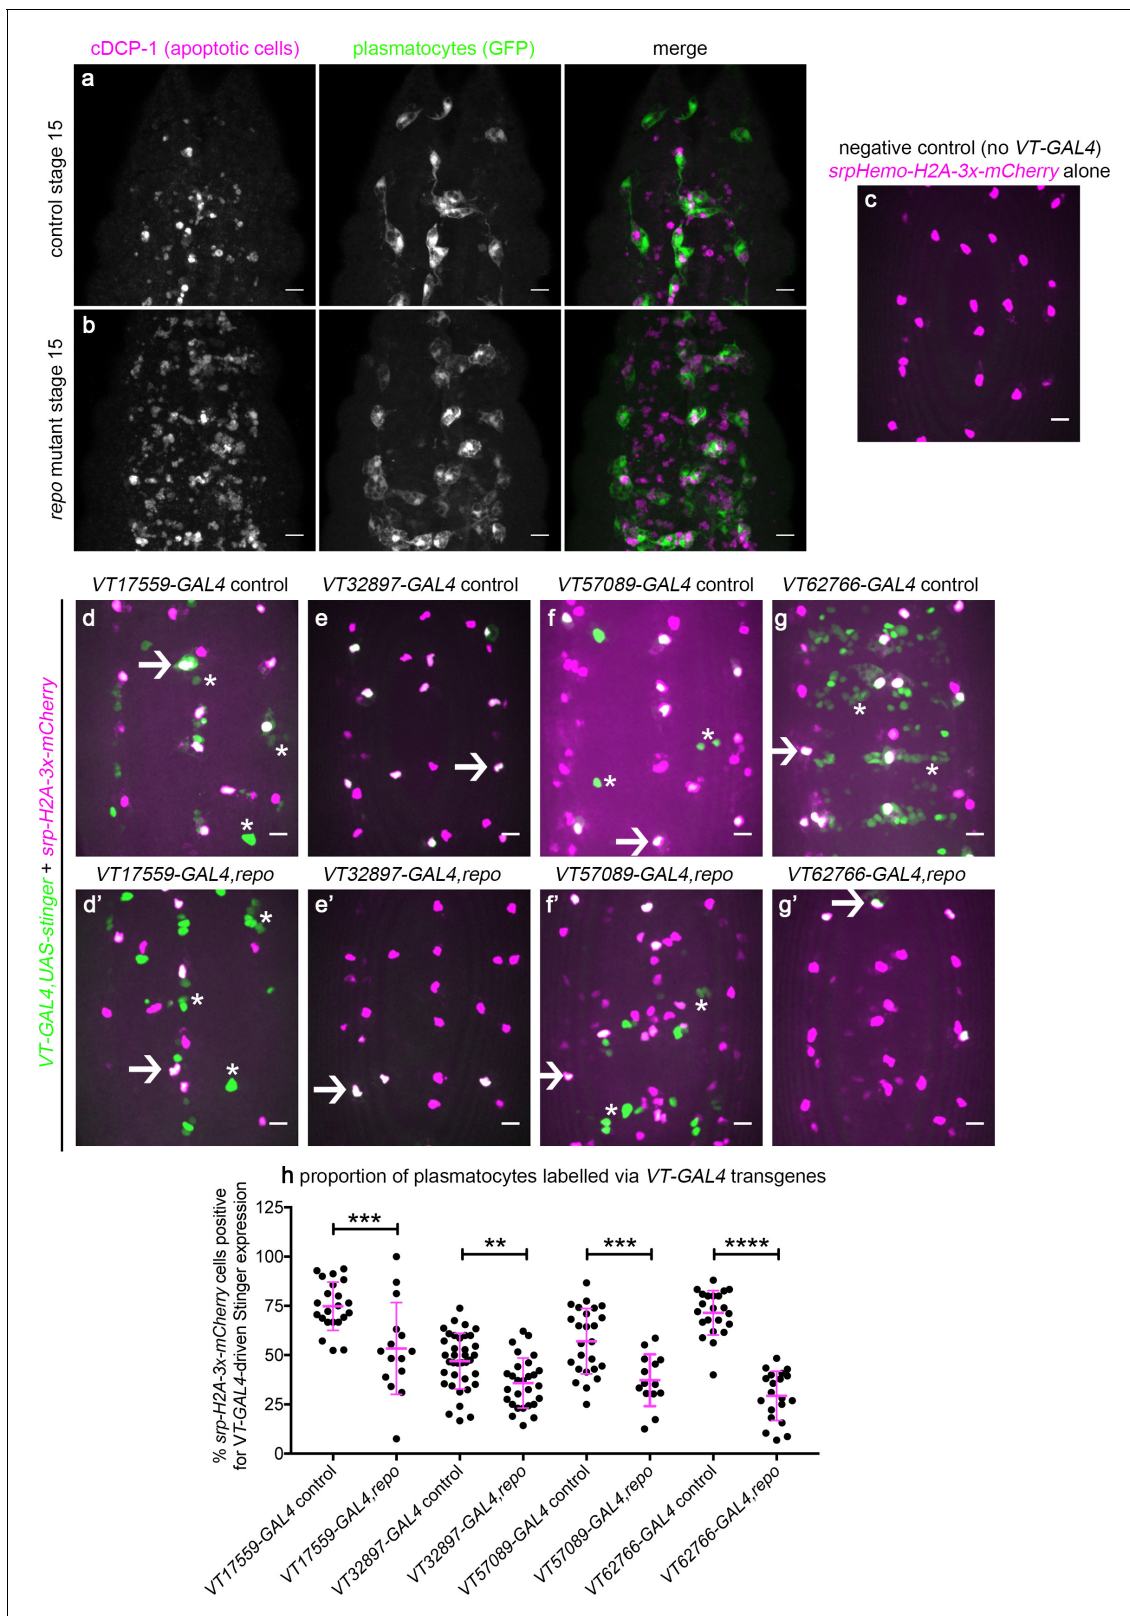 cDCP-1 (apoptotic cells) plasmatocytes (GFP) merge
control stage 15
a
repo mutant stage 15
b
negative control (no VT-GAL4)
srpHemo-H2A-3x-mCherry alone
c
VT-GAL4,UAS-stinger + srp-H2A-3x-mCherry
VT17559-GAL4 control VT32897-GAL4 control VT57089-GAL4 control VT62766-GAL4 control
d e f g
* * * * * * * *
VT17559-GAL4,repo VT32897-GAL4,repo VT57089-GAL4,repo VT62766-GAL4,repo
d' e' f' g'
* * * * *
h proportion of plasmatocytes labelled via VT-GAL4 transgenes
% srp-H2A-3x-mCherry cells positive
for VT-GAL4-driven Stinger expression
125
100
75
50
25
0
*** ** *** ****
VT17559-GAL4 control
VT17559-GAL4,repo
VT32897-GAL4 control
VT32897-GAL4,repo
VT57089-GAL4 control
VT57089-GAL4,repo
VT62766-GAL4 control
VT62766-GAL4,repo